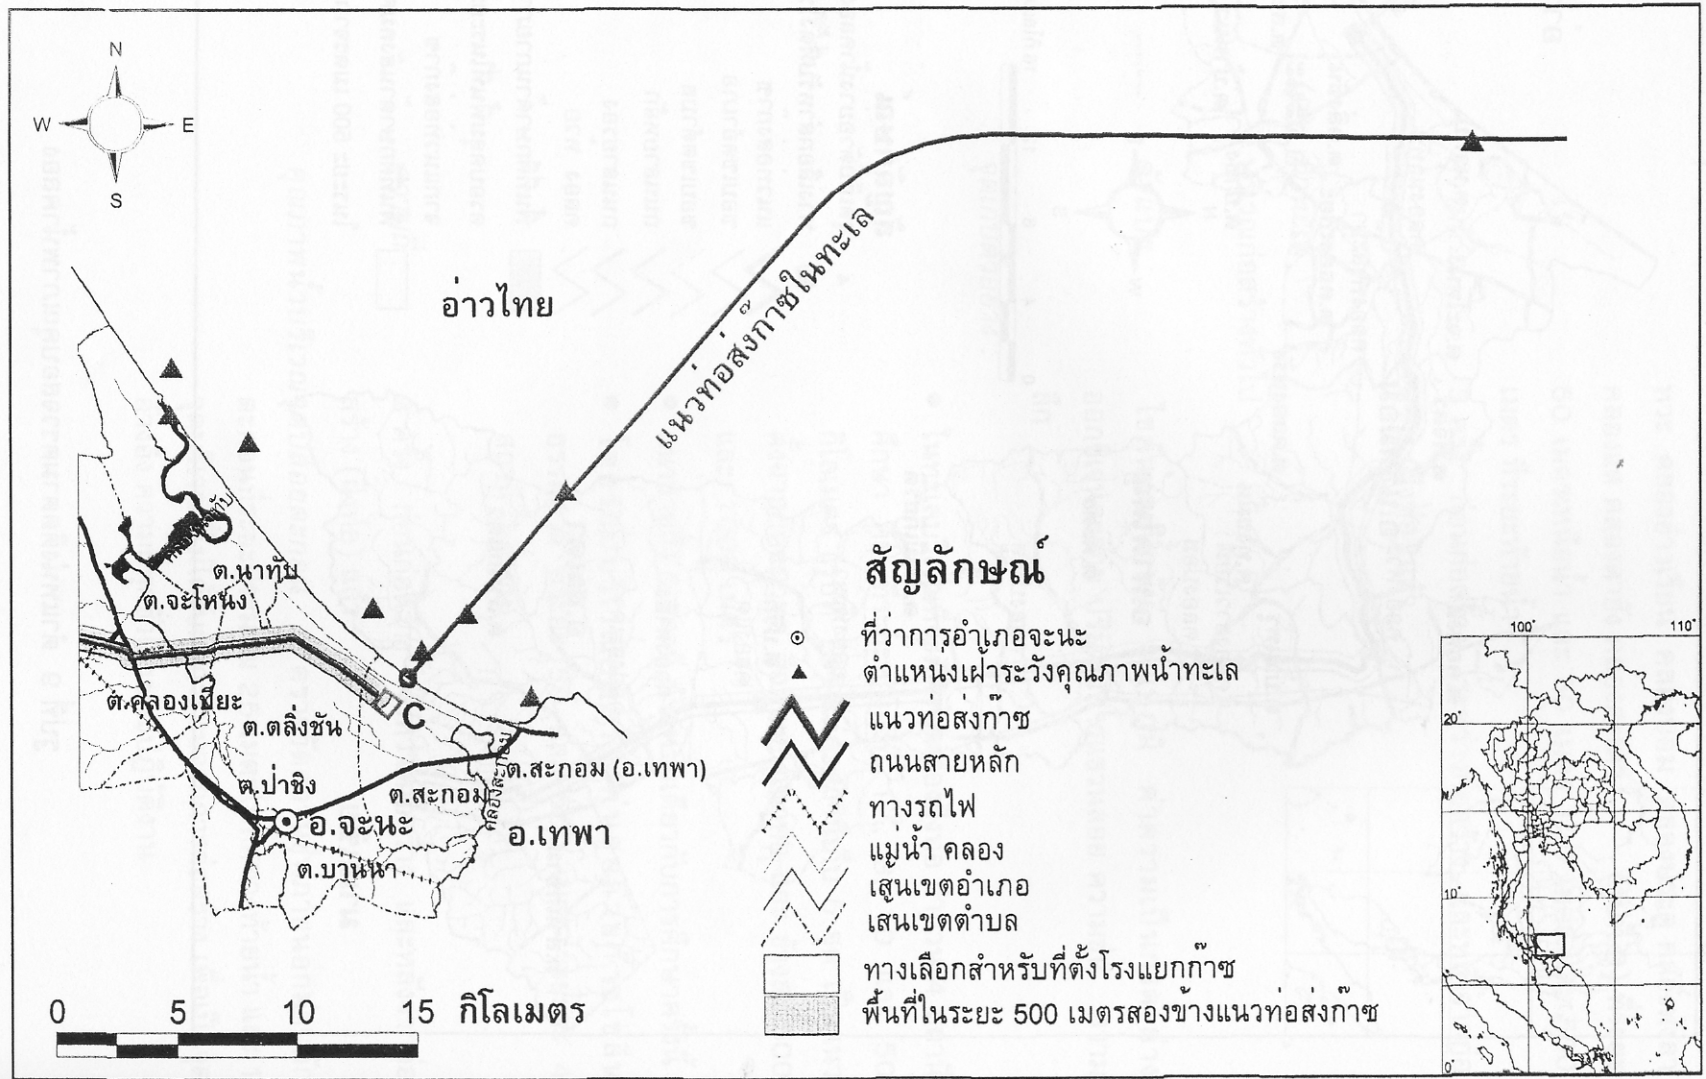 N
W E
S
อ่าวไทย
แนวท่อส่งก๊าซในทะเล
ต.นาทับ
ต.จะโหนง
ต.คลองเปียะ
ต.ตลิ่งชัน
C
ต.ป่าชิง
ต.สะกอม (อ.เทพา)
ต.สะกอม
คลองสะกอม
อ.จะนะ
อ.เทพา
ต.บานนา
0 5 10 15 กิโลเมตร
สัญลักษณ์
ที่ว่าการอำเภอจะนะ
ตำแหน่งเฝ้าระวังคุณภาพน้ำทะเล
แนวท่อส่งก๊าซ
ถนนสายหลัก
ทางรถไฟ
แม่น้ำ คลอง
เส้นเขตอำเภอ
เส้นเขตตำบล
ทางเลือกสำหรับที่ตั้งโรงแยกก๊าซ
พื้นที่ในระยะ 500 เมตรสองข้างแนวท่อส่งก๊าซ
100° 110°
20°
10°
0°